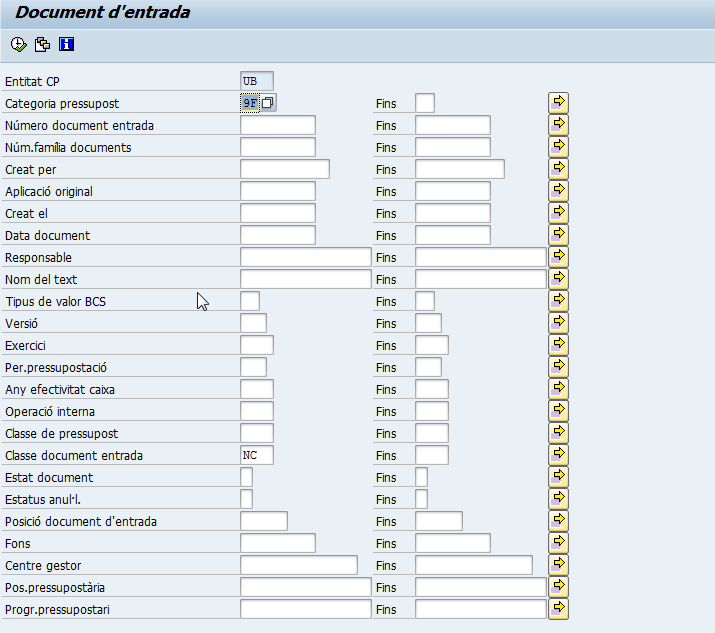 Document d'entrada
Entitat CP UB
Categoria pressupost 9F Fins
Número document entrada Fins
Núm.família documents Fins
Creat per Fins
Aplicació original Fins
Creat el Fins
Data document Fins
Responsable Fins
Nom del text Fins
Tipus de valor BCS Fins
Versió Fins
Exercici Fins
Per.pressupostació Fins
Any efectivitat caixa Fins
Operació interna Fins
Classe de pressupost Fins
Classe document entrada NC Fins
Estat document Fins
Estatus anul·l. Fins
Posició document d'entrada Fins
Fons Fins
Centre gestor Fins
Pos.pressupostària Fins
Progr.pressupostari Fins